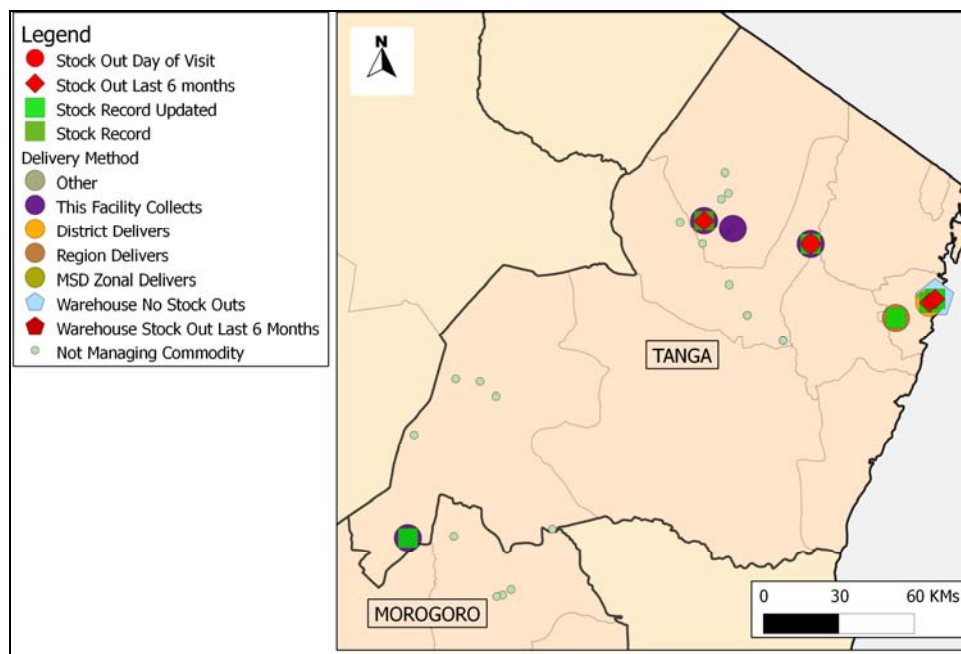 Legend
Stock Out Day of Visit
Stock Out Last 6 months
Stock Record Updated
Stock Record
Delivery Method
Other
This Facility Collects
District Delivers
Region Delivers
MSD Zonal Delivers
Warehouse No Stock Outs
Warehouse Stock Out Last 6 Months
Not Managing Commodity
N
TANGA
MOROGORO
0 30 60 KMs